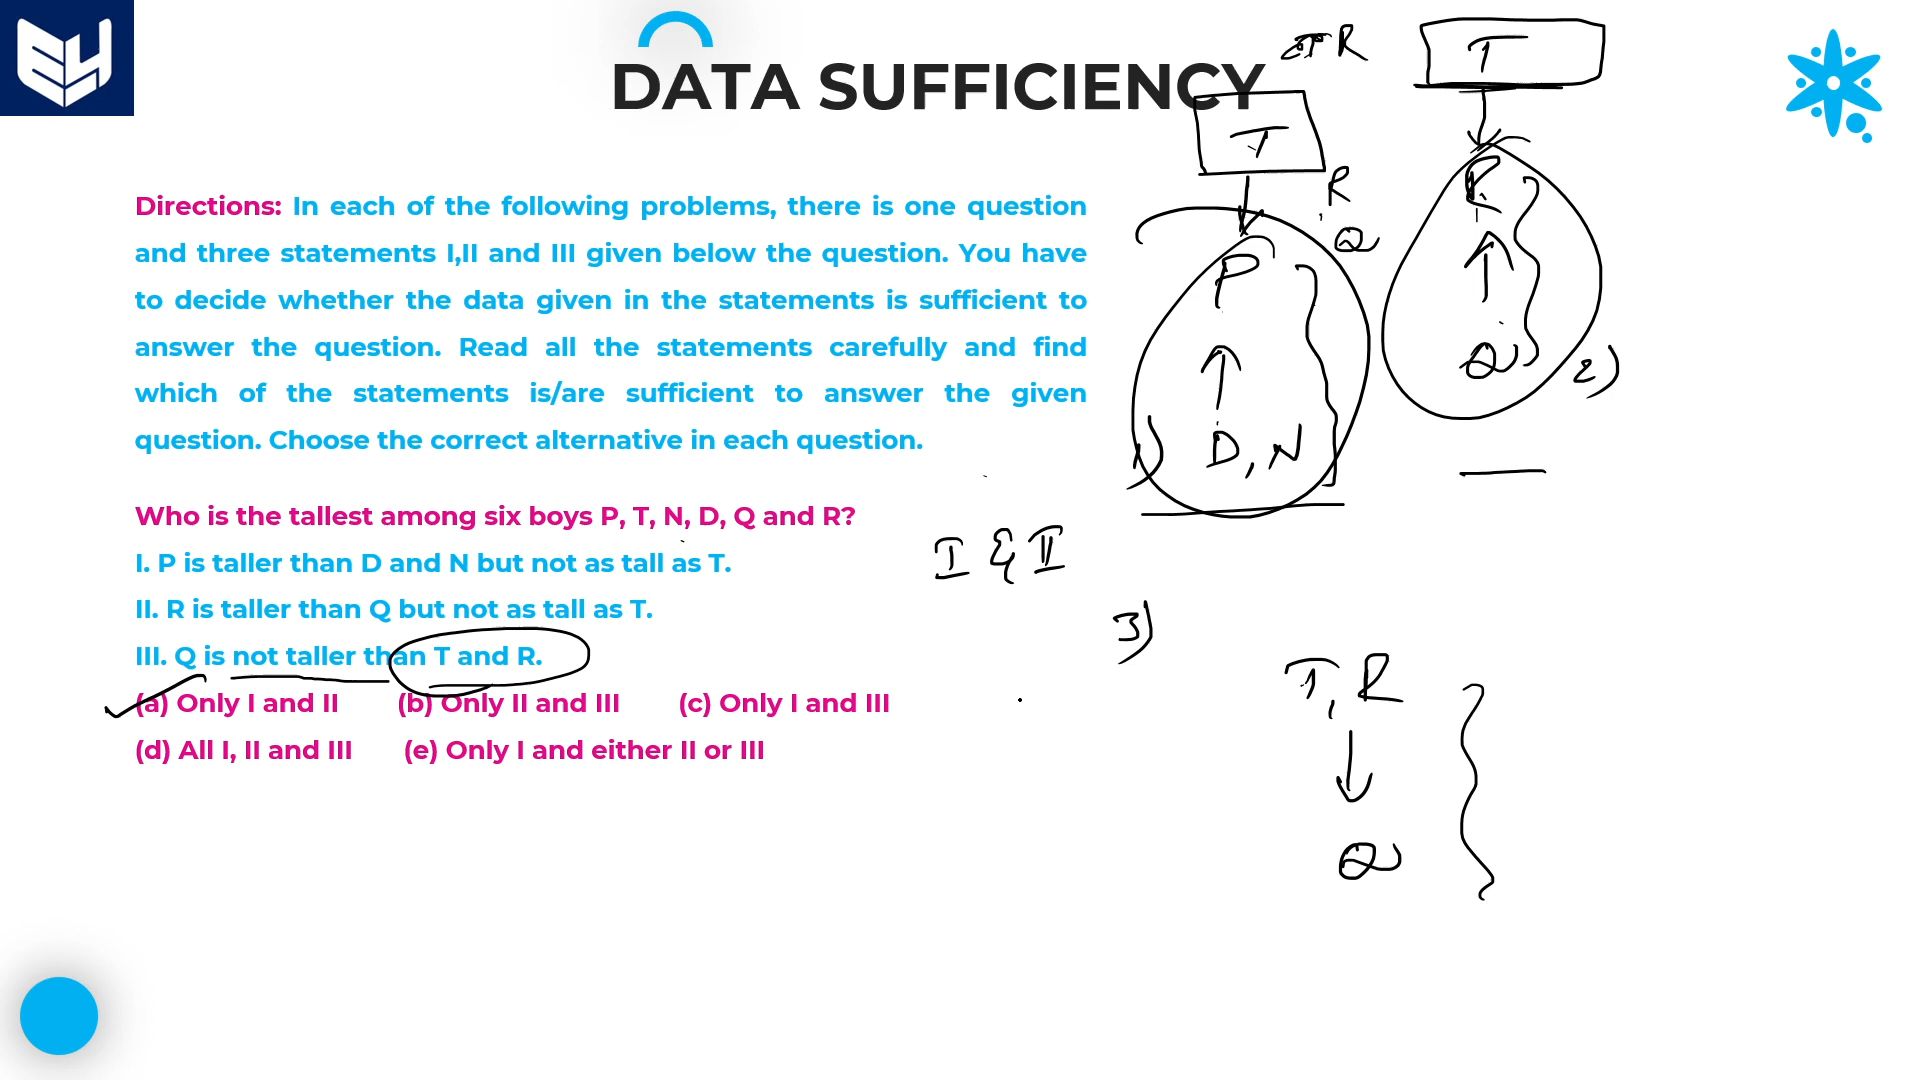 DATA SUFFICIENCY
R
T
T
R
Q
R
P
Q
2)
1) D, N
Directions: In each of the following problems, there is one question
and three statements I,II and III given below the question. You have
to decide whether the data given in the statements is sufficient to
answer the question. Read all the statements carefully and find
which of the statements is/are sufficient to answer the given
question. Choose the correct alternative in each question.
Who is the tallest among six boys P, T, N, D, Q and R?
I. P is taller than D and N but not as tall as T.
II. R is taller than Q but not as tall as T.
III. Q is not taller than T and R.
(a) Only I and II (b) Only II and III (c) Only I and III
(d) All I, II and III (e) Only I and either II or III
I & II
3)
T, R
Q